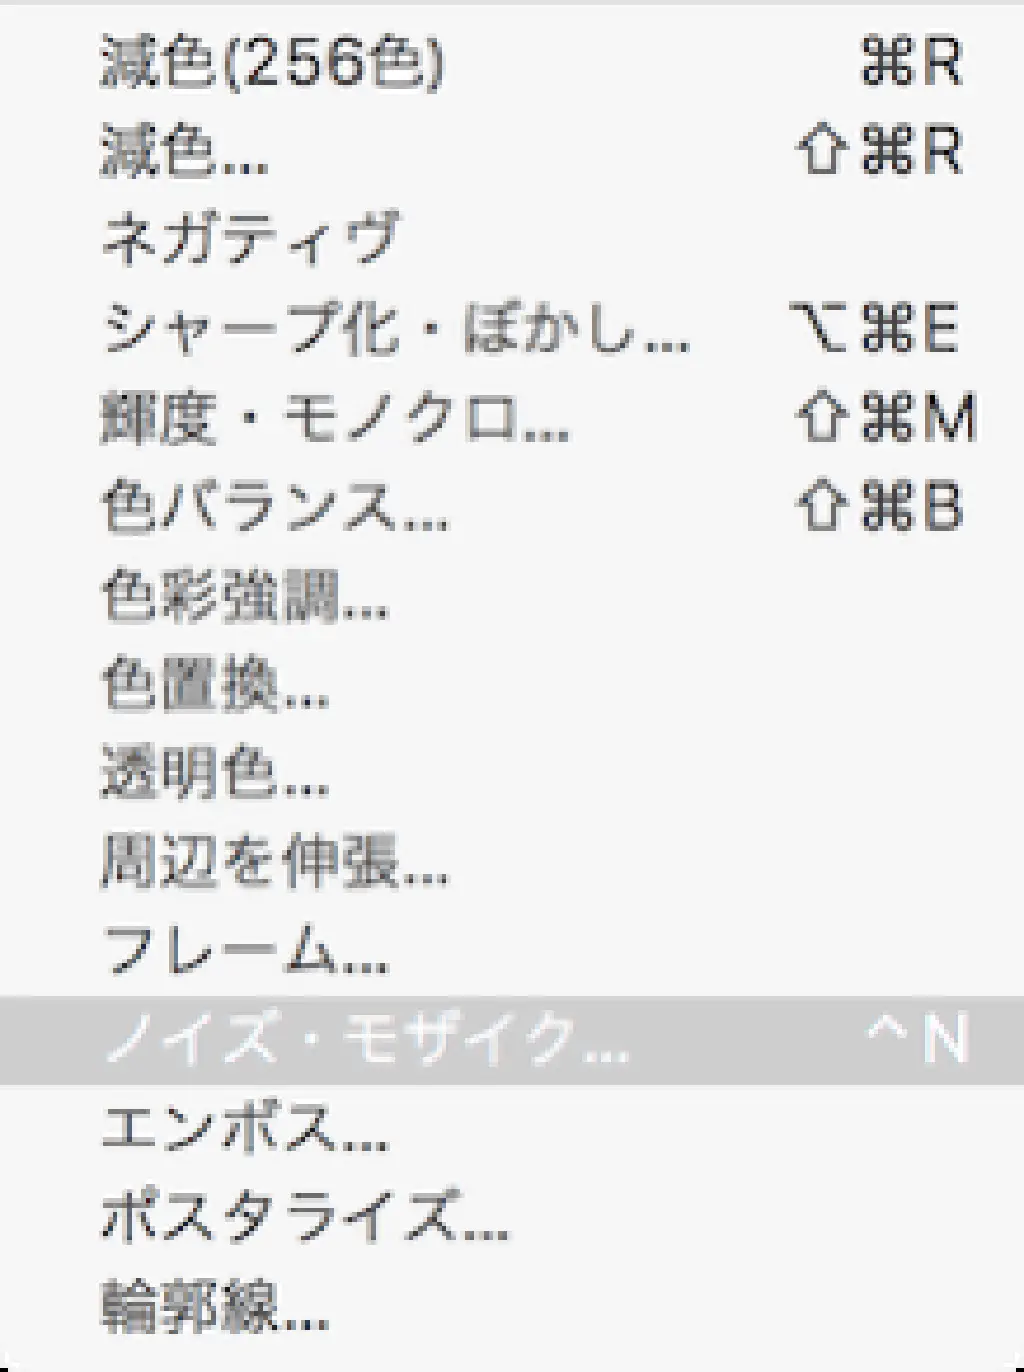 減色(256色) ⌘R
減色... ⇧⌘R
ネガティヴ
シャープ化・ぼかし... ⌥⌘E
輝度・モノクロ... ⇧⌘M
色バランス... ⇧⌘B
色彩強調...
色置換...
透明色...
周辺を伸張...
フレーム...
ノイズ・モザイク... ^N
エンボス...
ポスタライズ...
輪郭線...